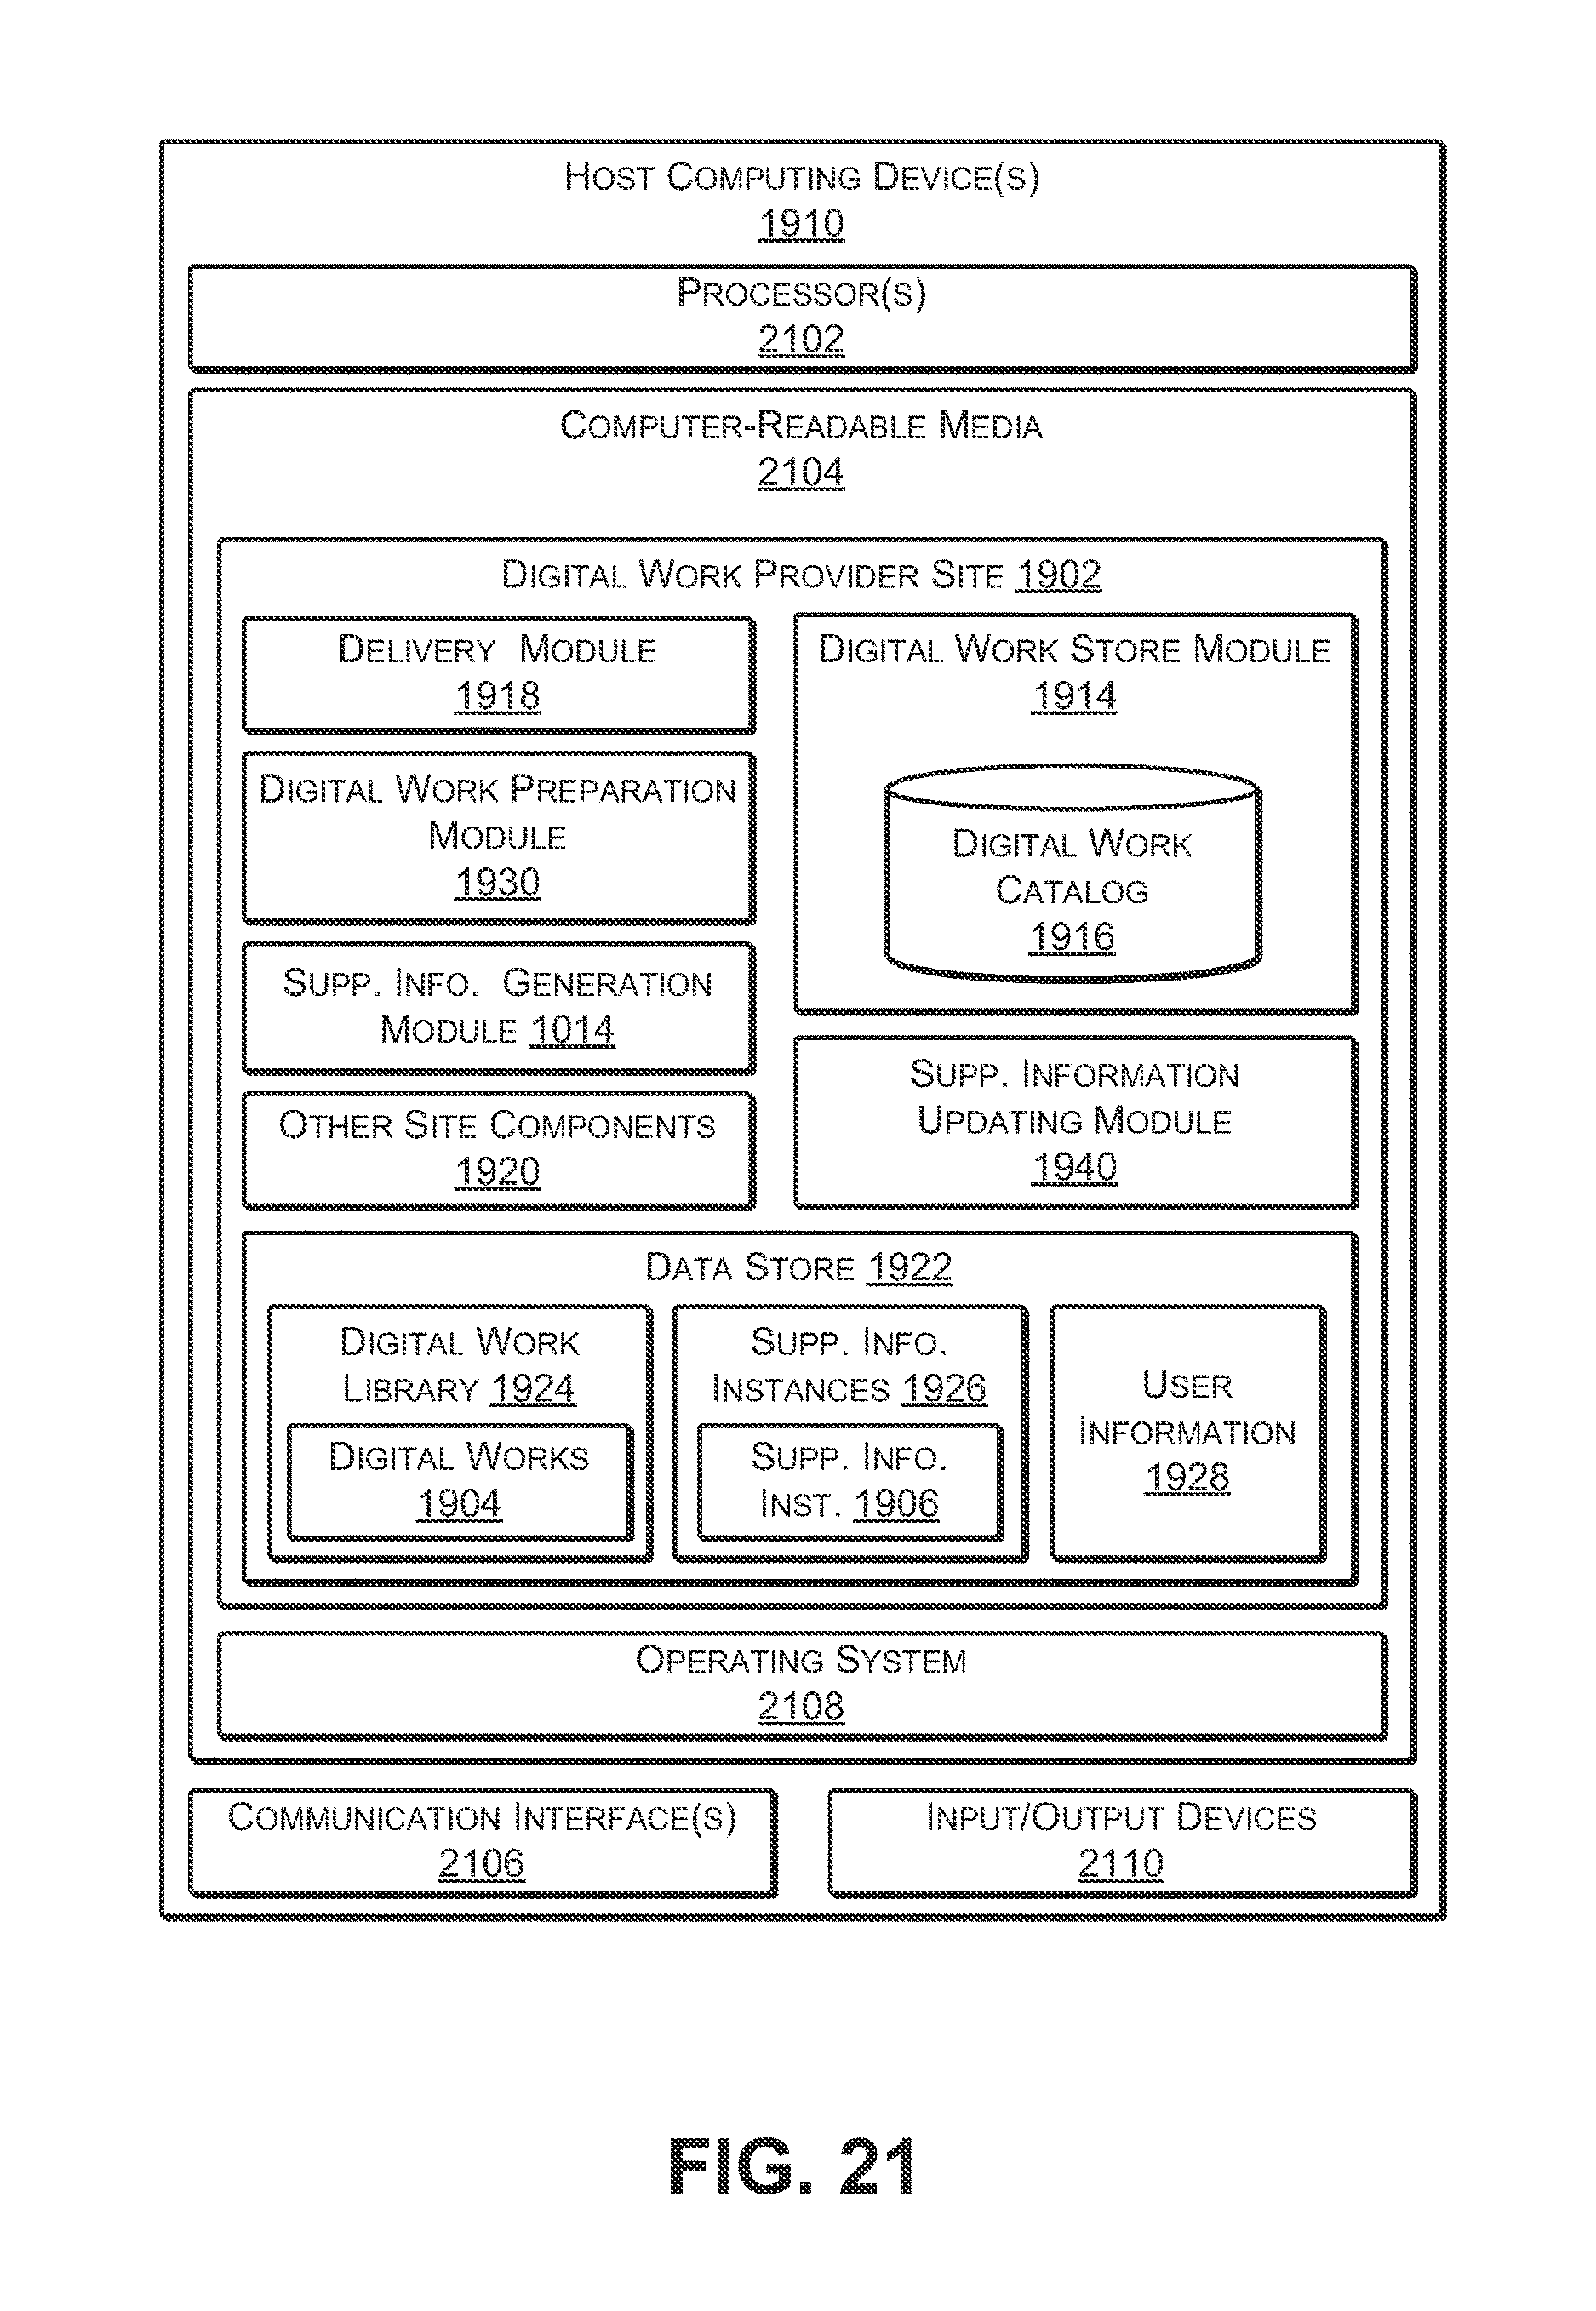 HOST COMPUTING DEVICE(S)
1910
PROCESSOR(S)
2102
COMPUTER-READABLE MEDIA
2104
DIGITAL WORK PROVIDER SITE 1902
DELIVERY MODULE
1918
DIGITAL WORK PREPARATION
MODULE
1930
SUPP. INFO. GENERATION
MODULE 1014
OTHER SITE COMPONENTS
1920
DIGITAL WORK STORE MODULE
1914
DIGITAL WORK
CATALOG
1916
SUPP. INFORMATION
UPDATING MODULE
1940
DATA STORE 1922
DIGITAL WORK
LIBRARY 1924
DIGITAL WORKS
1904
SUPP. INFO.
INSTANCES 1926
SUPP. INFO.
INST. 1906
USER
INFORMATION
1928
OPERATING SYSTEM
2108
COMMUNICATION INTERFACE(S)
2106
INPUT/OUTPUT DEVICES
2110
FIG. 21